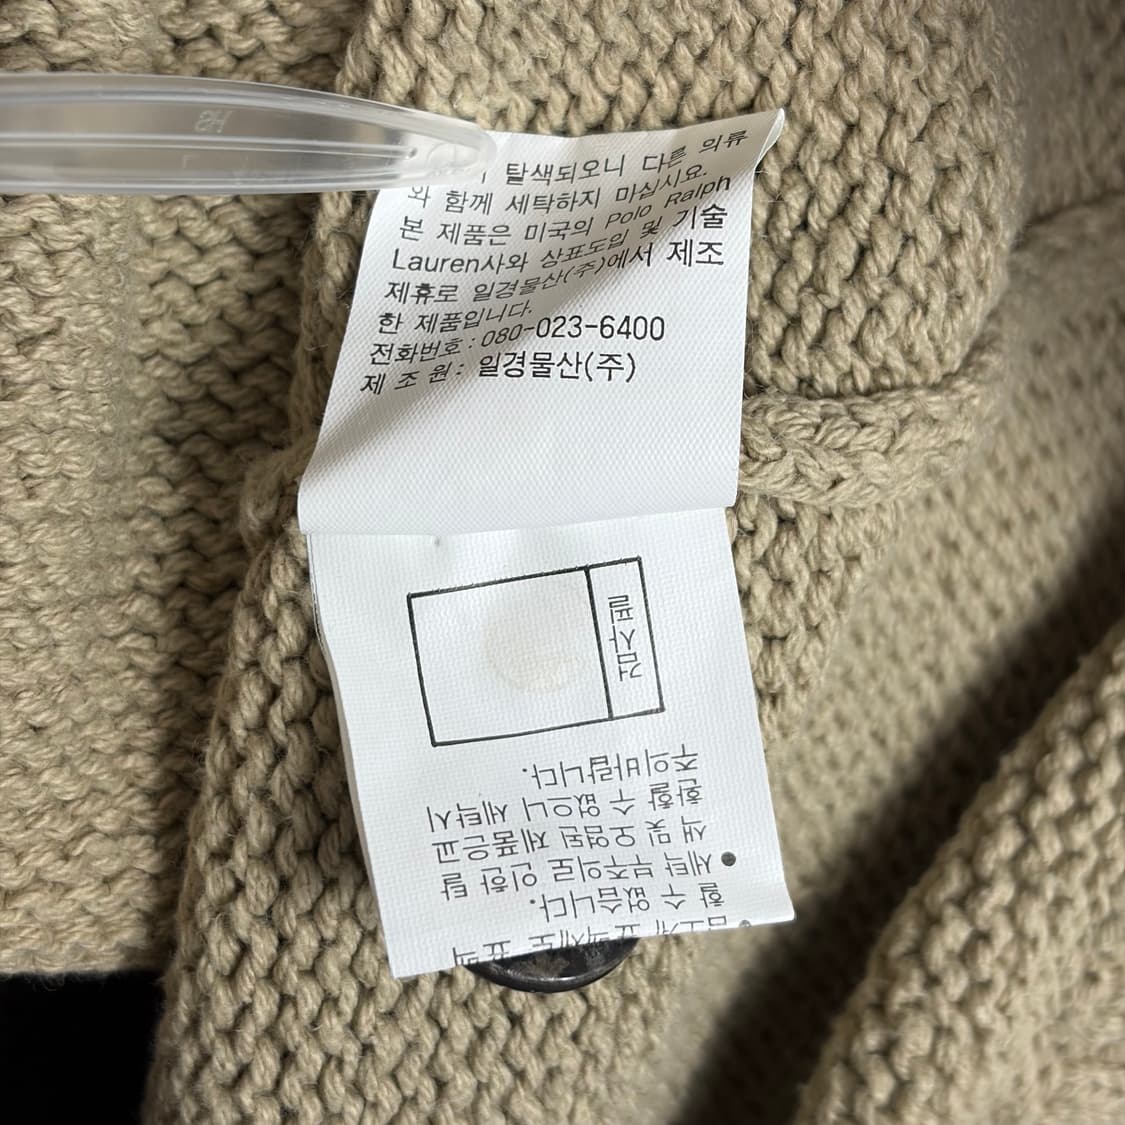 탈색되오니 다른 의류
와 함께 세탁하지 마십시요.
본 제품은 미국의 Polo Ralph
Lauren사와 상표도입 및 기술
제휴로 일경물산(주)에서 제조
한 제품입니다.
전화번호 : 080-023-6400
제 조 원 : 일경물산(주)
검사필
할 수 없습니다.
● 세탁 부주의로 인한 탈
색 및 오염된 제품은교
환 할 수 없으니 세탁시
주의바랍니다.